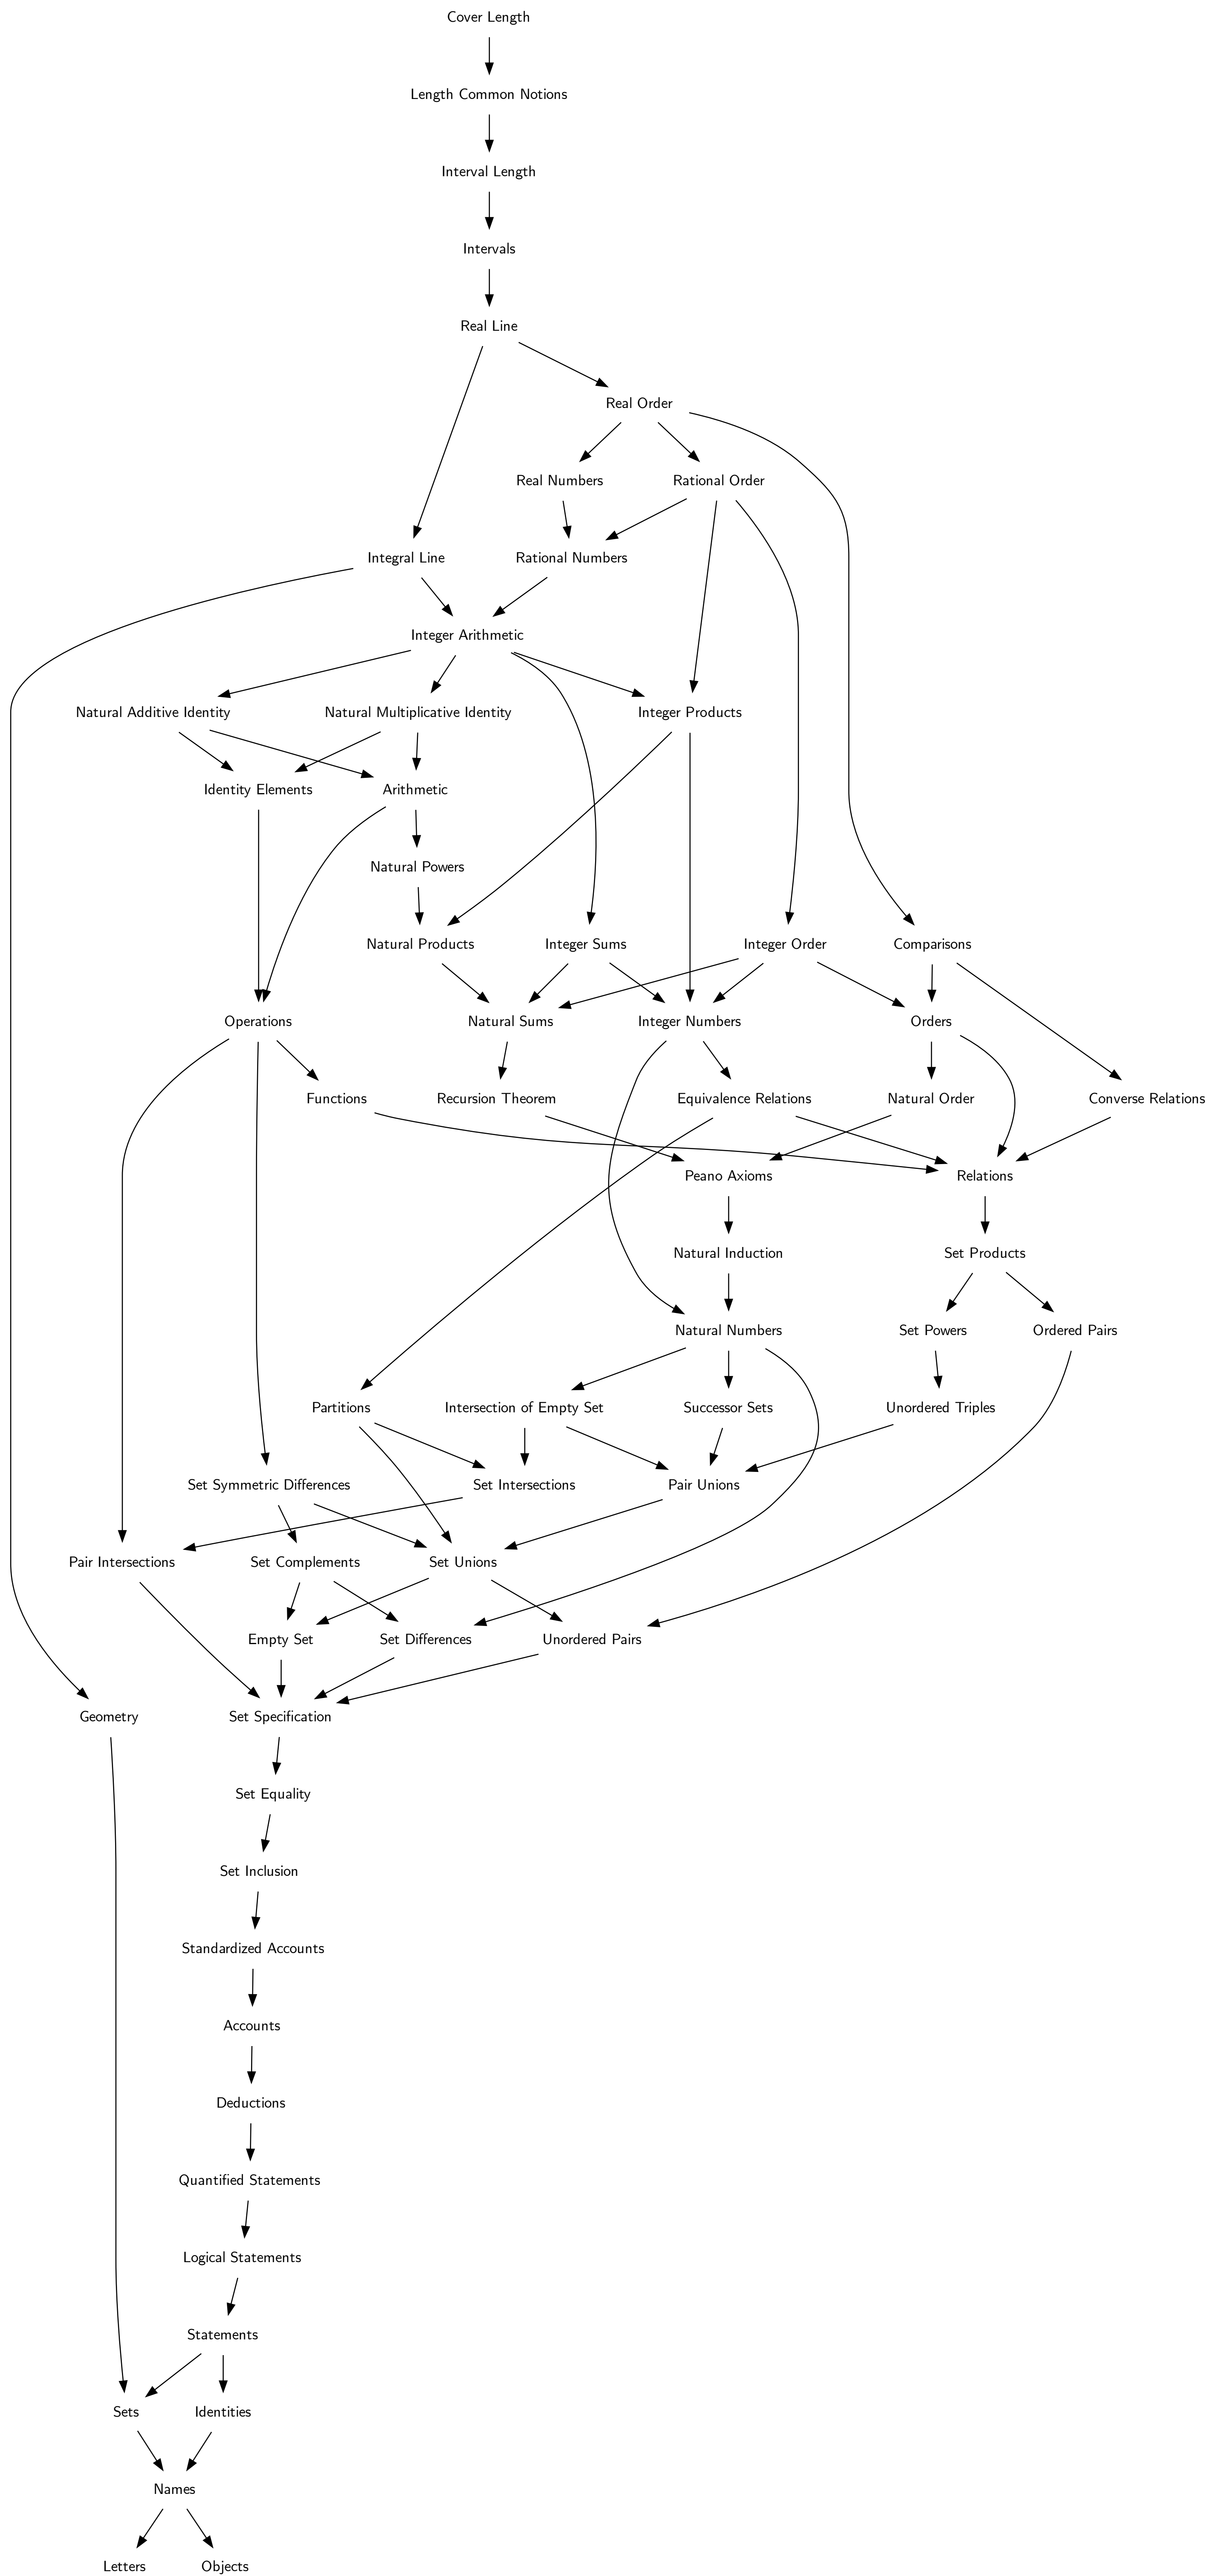 Cover Length
Length Common Notions
Interval Length
Intervals
Real Line
Real Order
Real Numbers
Rational Order
Integral Line
Rational Numbers
Integer Arithmetic
Natural Additive Identity
Natural Multiplicative Identity
Integer Products
Identity Elements
Arithmetic
Natural Powers
Natural Products
Integer Sums
Integer Order
Comparisons
Operations
Natural Sums
Integer Numbers
Orders
Functions
Recursion Theorem
Equivalence Relations
Natural Order
Converse Relations
Peano Axioms
Relations
Natural Induction
Set Products
Natural Numbers
Set Powers
Ordered Pairs
Partitions
Intersection of Empty Set
Successor Sets
Unordered Triples
Set Symmetric Differences
Set Intersections
Pair Unions
Pair Intersections
Set Complements
Set Unions
Empty Set
Set Differences
Unordered Pairs
Geometry
Set Specification
Set Equality
Set Inclusion
Standardized Accounts
Accounts
Deductions
Quantified Statements
Logical Statements
Statements
Sets
Identities
Names
Letters
Objects